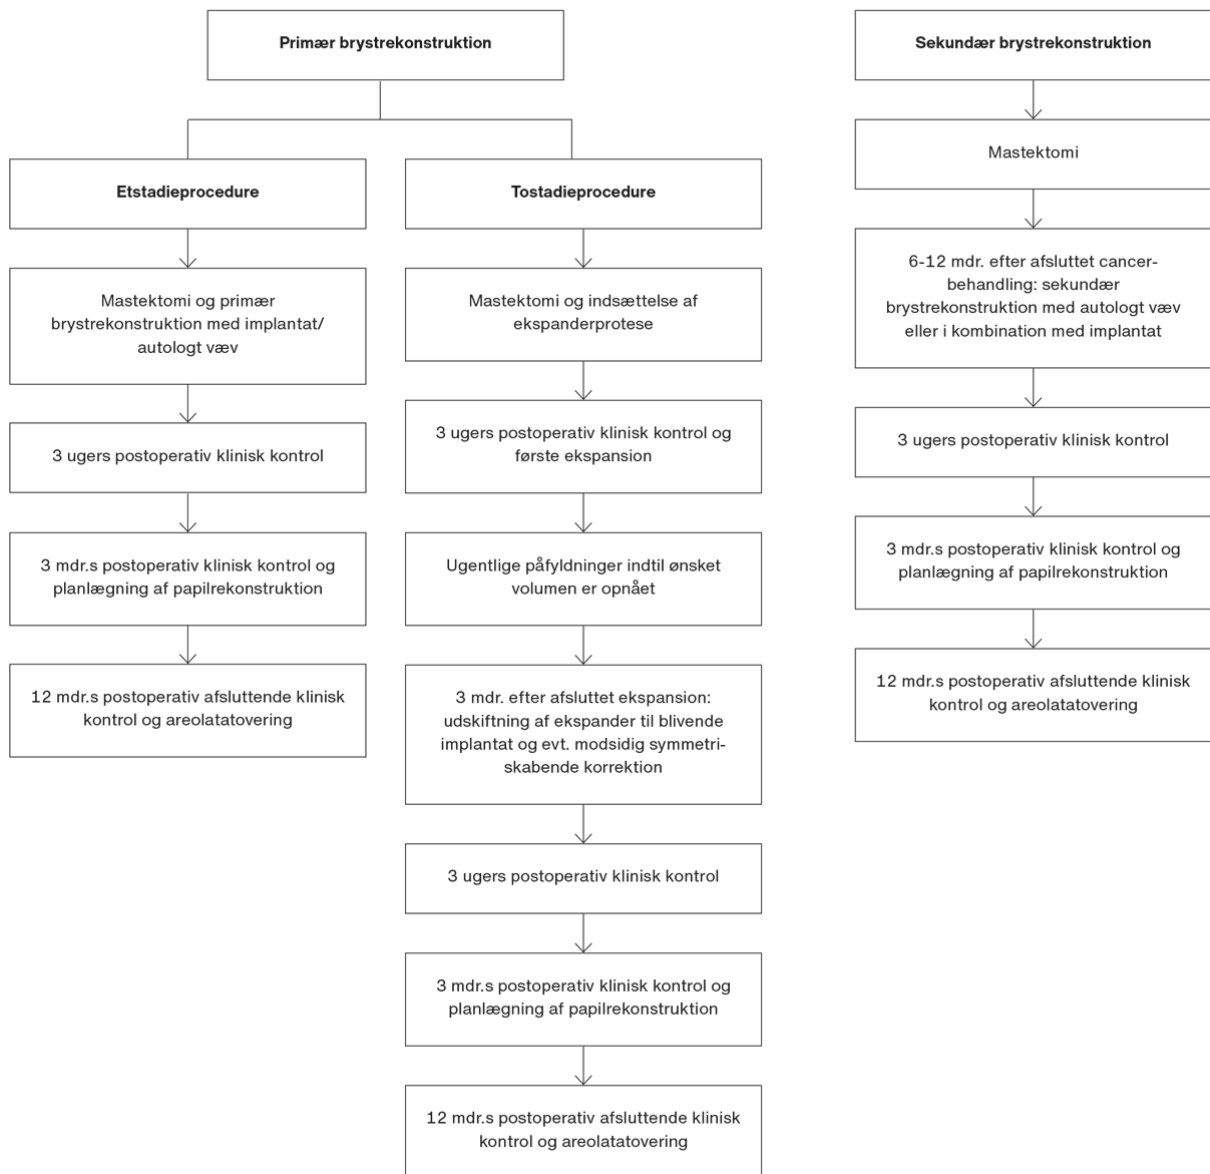 Primær brystrekonstruktion
Etstadieprocedure
Mastektomi og primær
brystrekonstruktion med implantat/
autologt væv
3 ugers postoperativ klinisk kontrol
3 mdr.s postoperativ klinisk kontrol og
planlægning af papilrekonstruktion
12 mdr.s postoperativ afsluttende klinisk
kontrol og areolatatovering
Tostadieprocedure
Mastektomi og indsættelse af
ekspanderprotese
3 ugers postoperativ klinisk kontrol og
første ekspansion
Ugentlige påfyldninger indtil ønsket
volumen er opnået
3 mdr. efter afsluttet ekspansion:
udskiftning af ekspander til blivende
implantat og evt. modsidig symmetri-
skabende korrektion
3 ugers postoperativ klinisk kontrol
3 mdr.s postoperativ klinisk kontrol og
planlægning af papilrekonstruktion
12 mdr.s postoperativ afsluttende klinisk
kontrol og areolatatovering
Sekundær brystrekonstruktion
Mastektomi
6-12 mdr. efter afsluttet cancer-
behandling: sekundær
brystrekonstruktion med autologt væv
eller i kombination med implantat
3 ugers postoperativ klinisk kontrol
3 mdr.s postoperativ klinisk kontrol og
planlægning af papilrekonstruktion
12 mdr.s postoperativ afsluttende klinisk
kontrol og areolatatovering